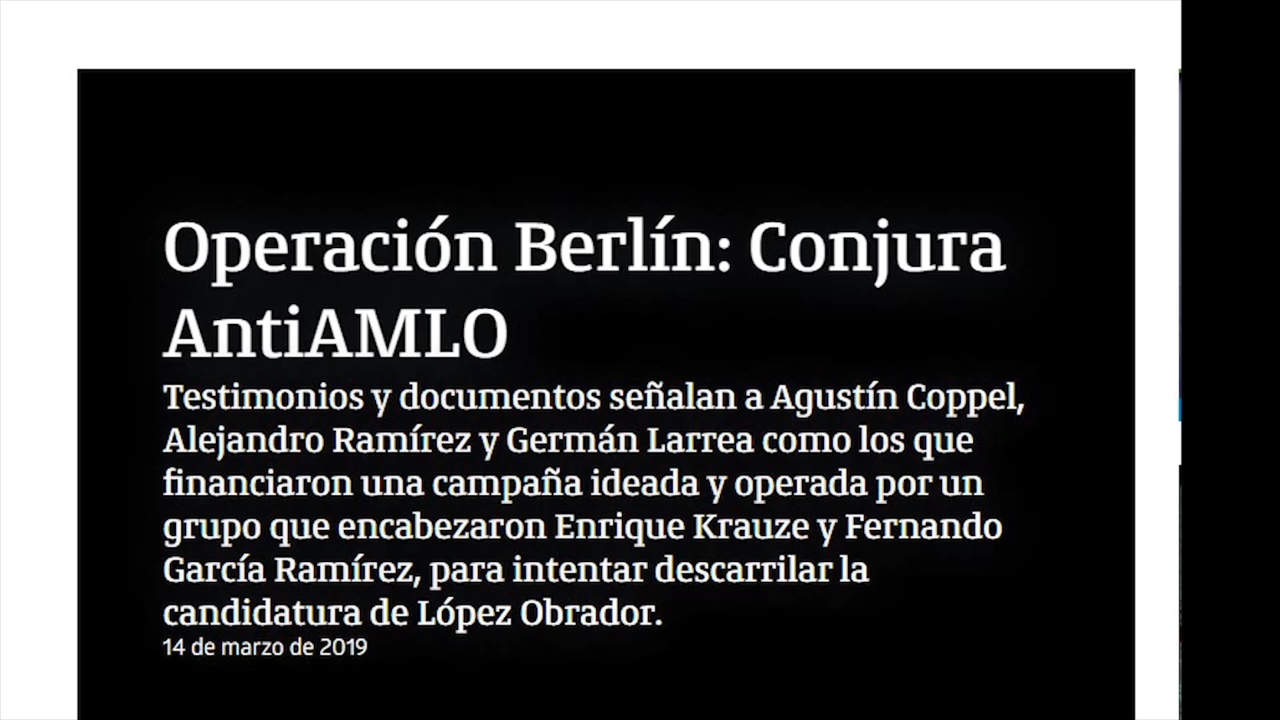 Operación Berlín: Conjura
AntiAMLO
Testimonios y documentos señalan a Agustín Coppel,
Alejandro Ramírez y Germán Larrea como los que
financiaron una campaña ideada y operada por un
grupo que encabezaron Enrique Krauze y Fernando
García Ramírez, para intentar descarrilar la
candidatura de López Obrador.
14 de marzo de 2019